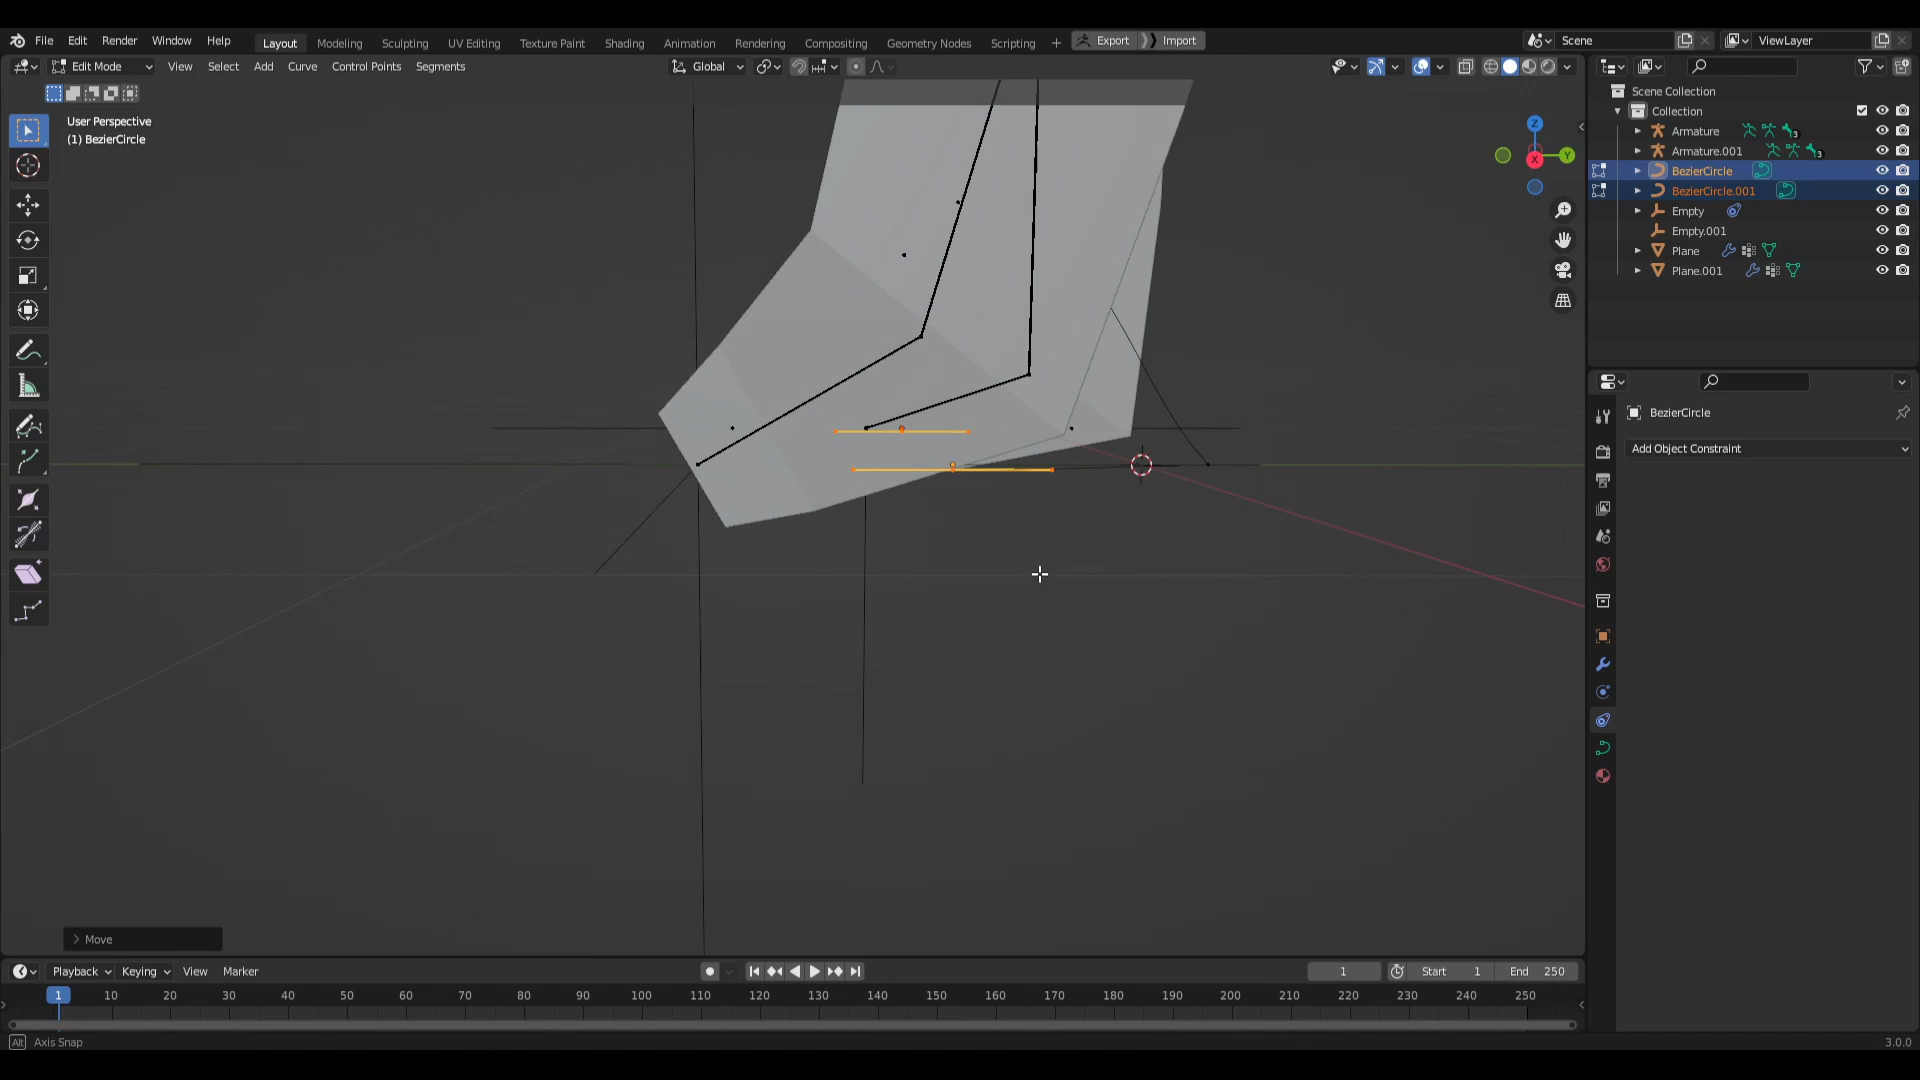 File Edit Render Window Help Layout Modeling Sculpting UV Editing Texture Paint Shading Animation Rendering Compositing Geometry Nodes Scripting + Export Import Scene ViewLayer
Edit Mode View Select Add Curve Control Points Segments Global
User Perspective
(1) BezierCircle
Z
Y
X
Scene Collection
Collection
Armature 3
Armature.001 3
BezierCircle
BezierCircle.001
Empty
Empty.001
Plane
Plane.001
BezierCircle
Add Object Constraint
> Move
Playback Keying View Marker 1 Start 1 End 250
1 10 20 30 40 50 60 70 80 90 100 110 120 130 140 150 160 170 180 190 200 210 220 230 240 250
Alt Axis Snap 3.0.0